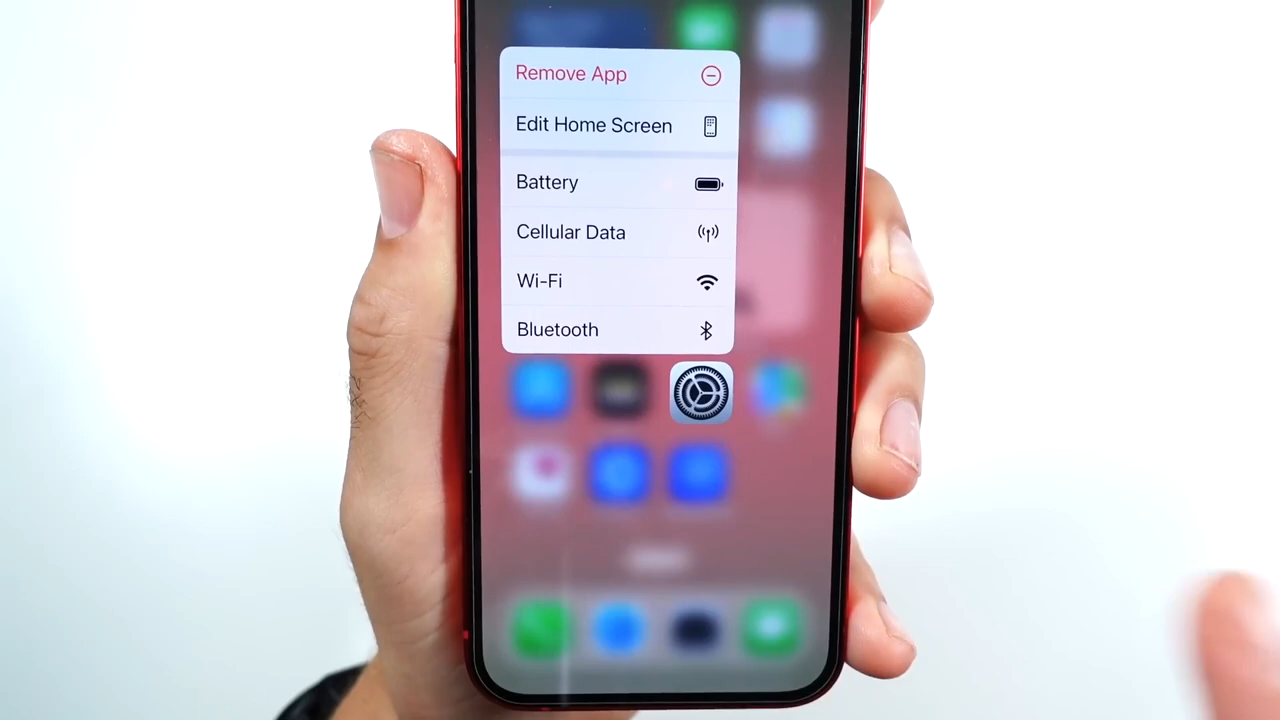 Remove App
Edit Home Screen
Battery
Cellular Data
Wi-Fi
Bluetooth